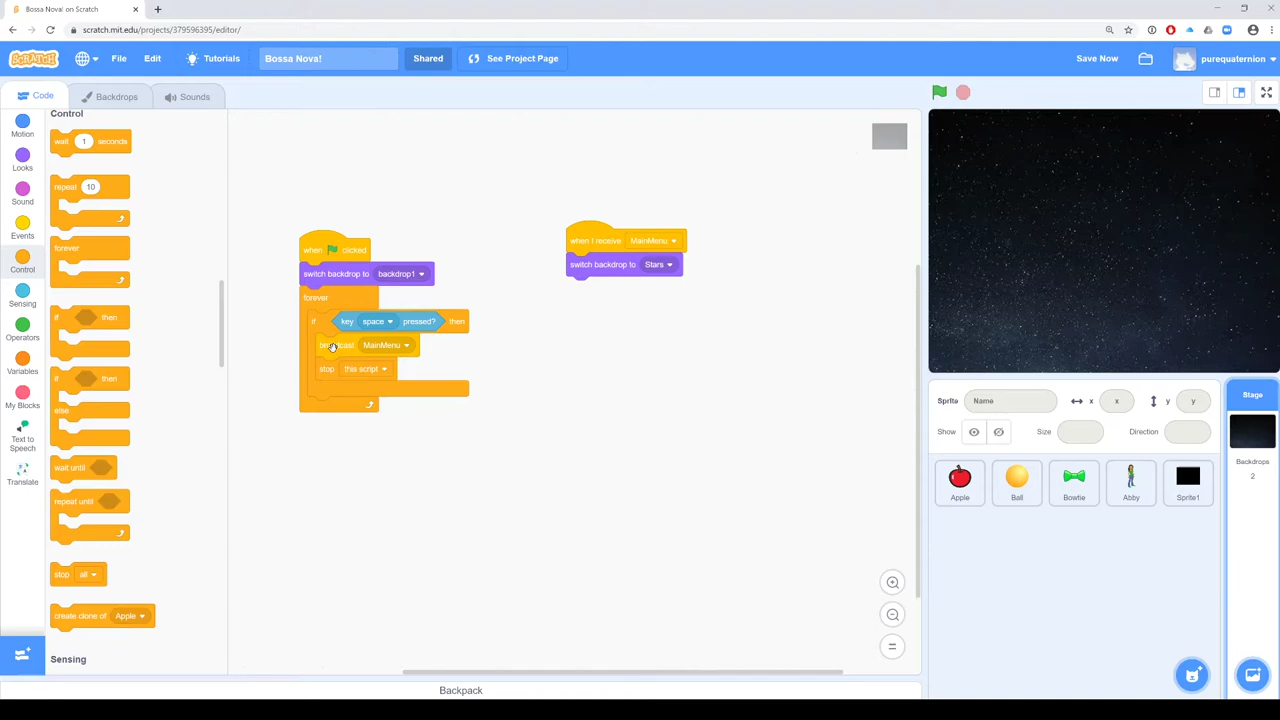 Bossa Nova! on Scratch
scratch.mit.edu/projects/379596395/editor/
SCRATCH File Edit Tutorials Bossa Nova! Shared See Project Page Save Now purequaternion
Code Backdrops Sounds
Motion
Looks
Sound
Events
Control
Sensing
Operators
Variables
My Blocks
Text to
Speech
Translate
Control
wait 1 seconds
repeat 10
forever
if then
if then
else
wait until
repeat until
stop all
create clone of Apple
Sensing
when clicked
switch backdrop to backdrop1
forever
if key space pressed? then
broadcast MainMenu
stop this script
when I receive MainMenu
switch backdrop to Stars
Sprite Name x x y y
Show Size Direction
Apple Ball Bowtie Abby Sprite1
Stage
Backdrops
2
Backpack